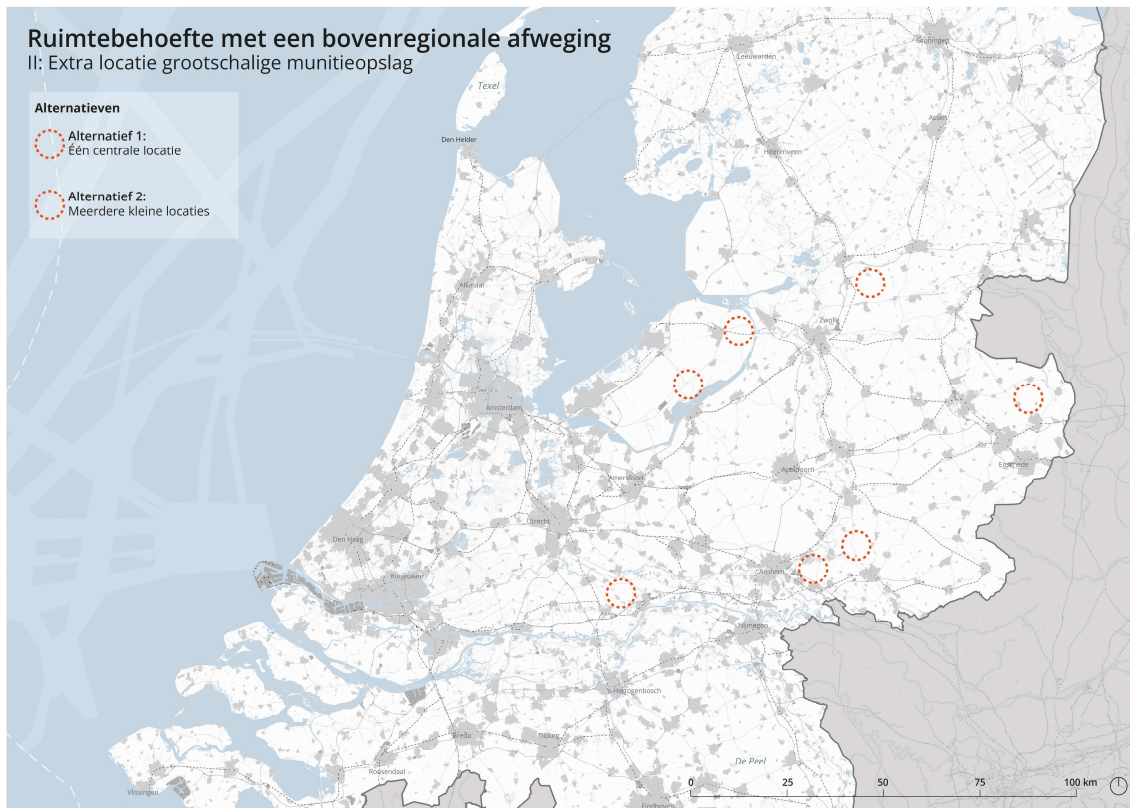 Ruimtebehoefte met een bovenregionale afweging
II: Extra locatie grootschalige munitieopslag
Alternatieven
Alternatief 1:
Één centrale locatie
Alternatief 2:
Meerdere kleine locaties
Groningen
Leeuwarden
Texel
Assen
Den Helder
Heerenveen
Alkmaar
Zwolle
Amsterdam
Enschede
Apeldoorn
Amersfoort
Utrecht
Den Haag
Arnhem
Rotterdam
Nijmegen
's-Hertogenbosch
Breda
Tilburg
De Peel
Roosendaal
0 25 50 75 100 km
Vlissingen
Eindhoven